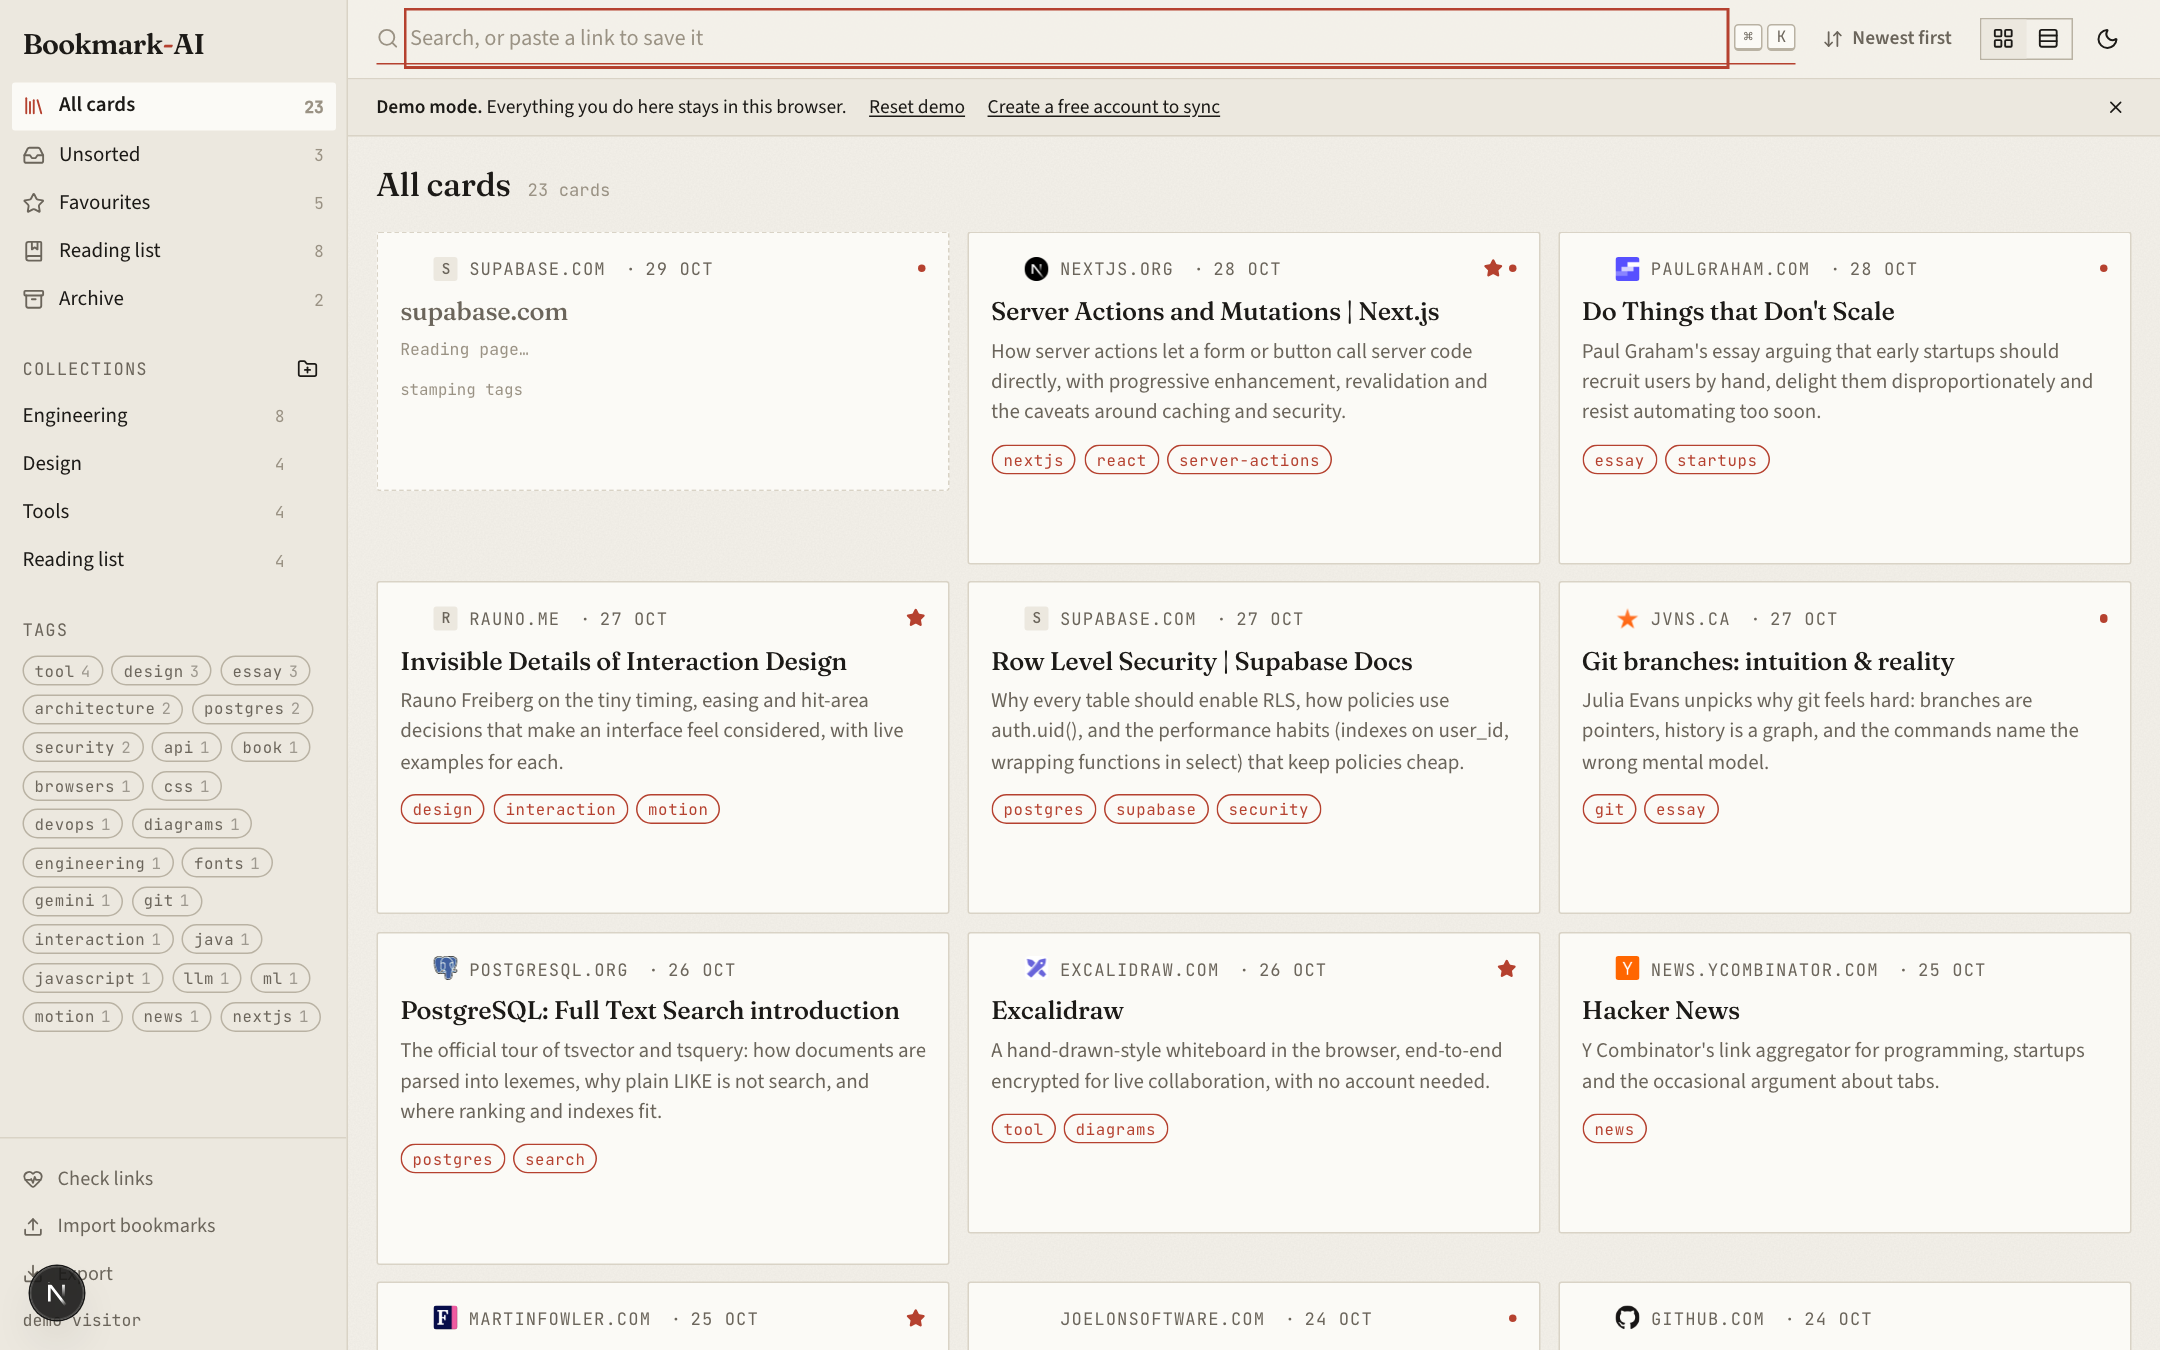 Bookmark-AI
All cards 23
Unsorted 3
Favourites 5
Reading list 8
Archive 2
COLLECTIONS
Engineering 8
Design 4
Tools 4
Reading list 4
TAGS
tool 4 design 3 essay 3
architecture 2 postgres 2
security 2 api 1 book 1
browsers 1 css 1
devops 1 diagrams 1
engineering 1 fonts 1
gemini 1 git 1
interaction 1 java 1
javascript 1 llm 1 ml 1
motion 1 news 1 nextjs 1
Check links
Import bookmarks
Export
N
demo visitor
Search, or paste a link to save it
⌘ K
Newest first
Demo mode. Everything you do here stays in this browser. Reset demo Create a free account to sync
All cards 23 cards
S SUPABASE.COM · 29 OCT
supabase.com
Reading page…
stamping tags
N NEXTJS.ORG · 28 OCT
Server Actions and Mutations | Next.js
How server actions let a form or button call server code
directly, with progressive enhancement, revalidation and
the caveats around caching and security.
nextjs react server-actions
PAULGRAHAM.COM · 28 OCT
Do Things that Don't Scale
Paul Graham's essay arguing that early startups should
recruit users by hand, delight them disproportionately and
resist automating too soon.
essay startups
R RAUNO.ME · 27 OCT
Invisible Details of Interaction Design
Rauno Freiberg on the tiny timing, easing and hit-area
decisions that make an interface feel considered, with live
examples for each.
design interaction motion
S SUPABASE.COM · 27 OCT
Row Level Security | Supabase Docs
Why every table should enable RLS, how policies use
auth.uid(), and the performance habits (indexes on user_id,
wrapping functions in select) that keep policies cheap.
postgres supabase security
JVNS.CA · 27 OCT
Git branches: intuition & reality
Julia Evans unpicks why git feels hard: branches are
pointers, history is a graph, and the commands name the
wrong mental model.
git essay
POSTGRESQL.ORG · 26 OCT
PostgreSQL: Full Text Search introduction
The official tour of tsvector and tsquery: how documents are
parsed into lexemes, why plain LIKE is not search, and
where ranking and indexes fit.
postgres search
EXCALIDRAW.COM · 26 OCT
Excalidraw
A hand-drawn-style whiteboard in the browser, end-to-end
encrypted for live collaboration, with no account needed.
tool diagrams
Y NEWS.YCOMBINATOR.COM · 25 OCT
Hacker News
Y Combinator's link aggregator for programming, startups
and the occasional argument about tabs.
news
F MARTINFOWLER.COM · 25 OCT
JOELONSOFTWARE.COM · 24 OCT
GITHUB.COM · 24 OCT